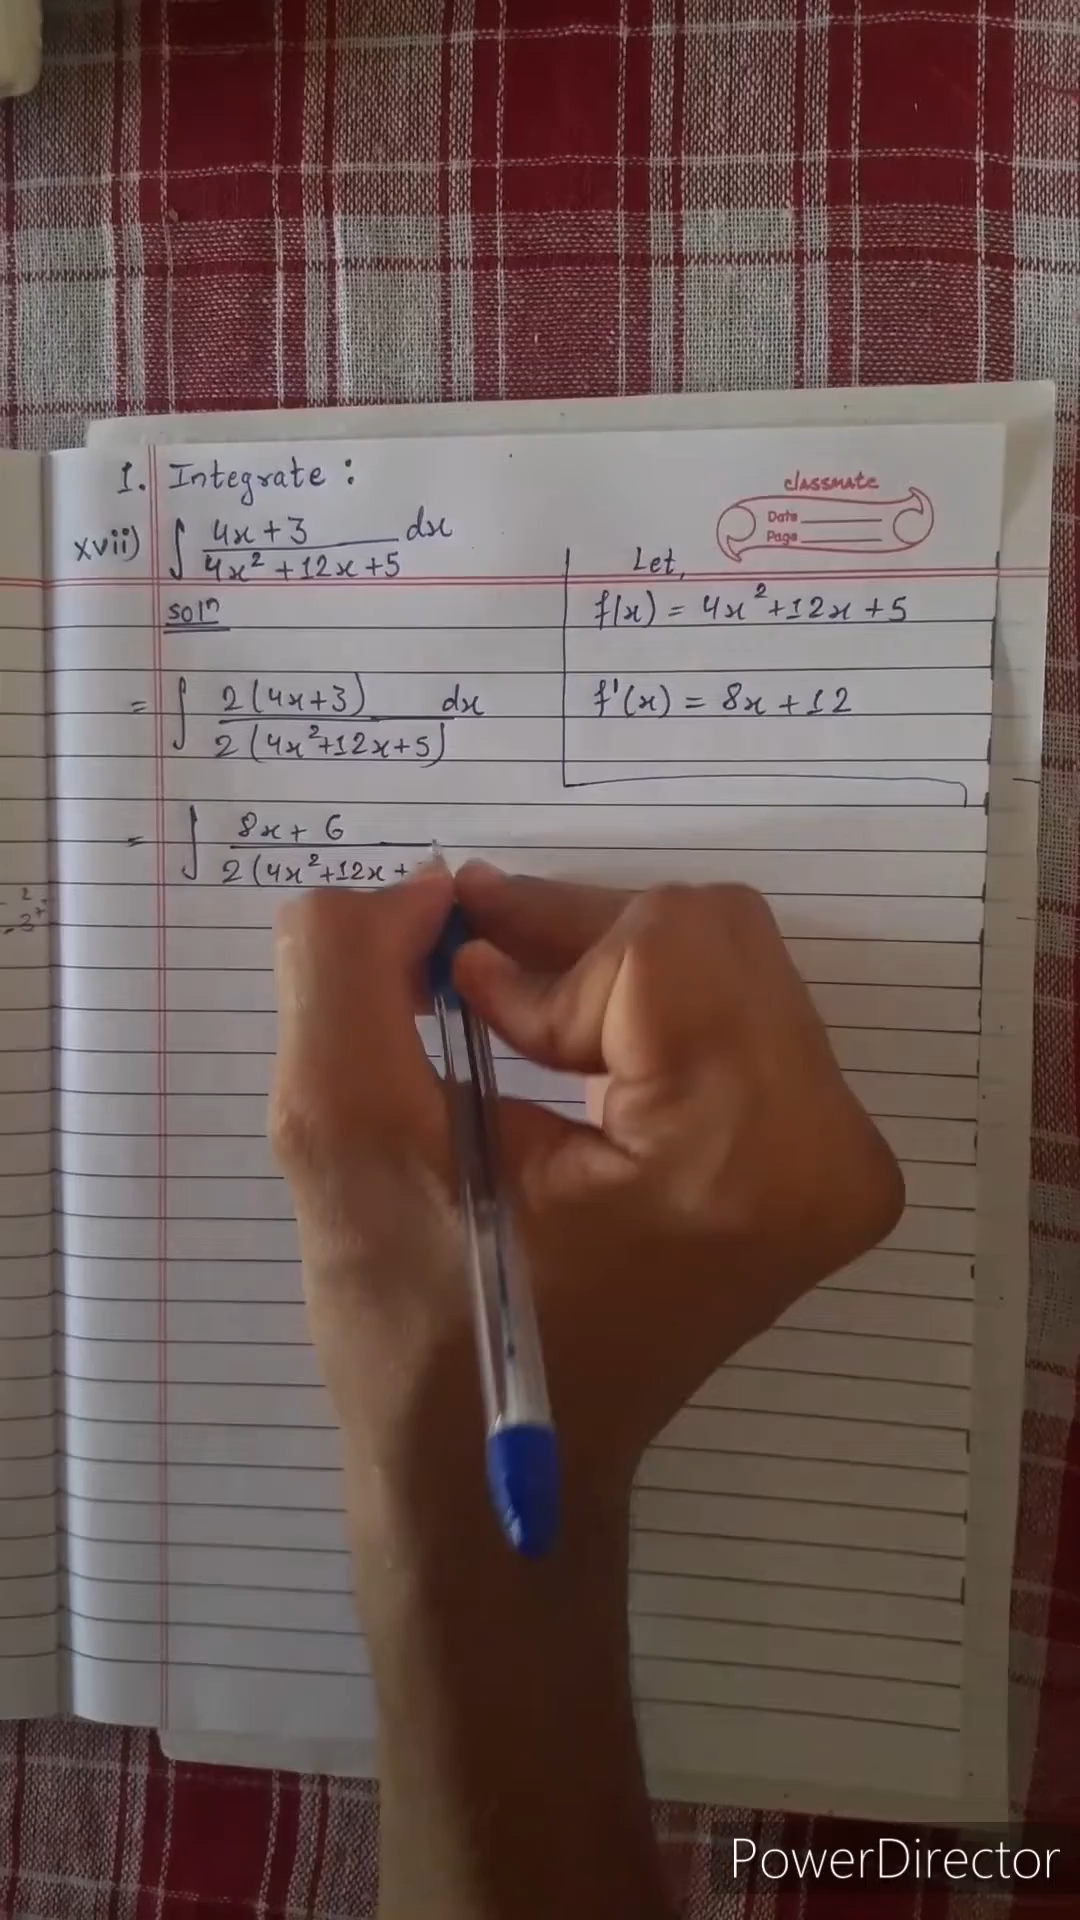 1. Integrate :
classmate
Date
Page
xvii) ∫ 4x+3 / 4x² +12x+5 dx
Let,
soln
f(x) = 4x²+12x+5
= ∫ 2(4x+3) / 2(4x²+12x+5) dx
f'(x) = 8x+12
= ∫ 8x+6 / 2(4x²+12x+
PowerDirector